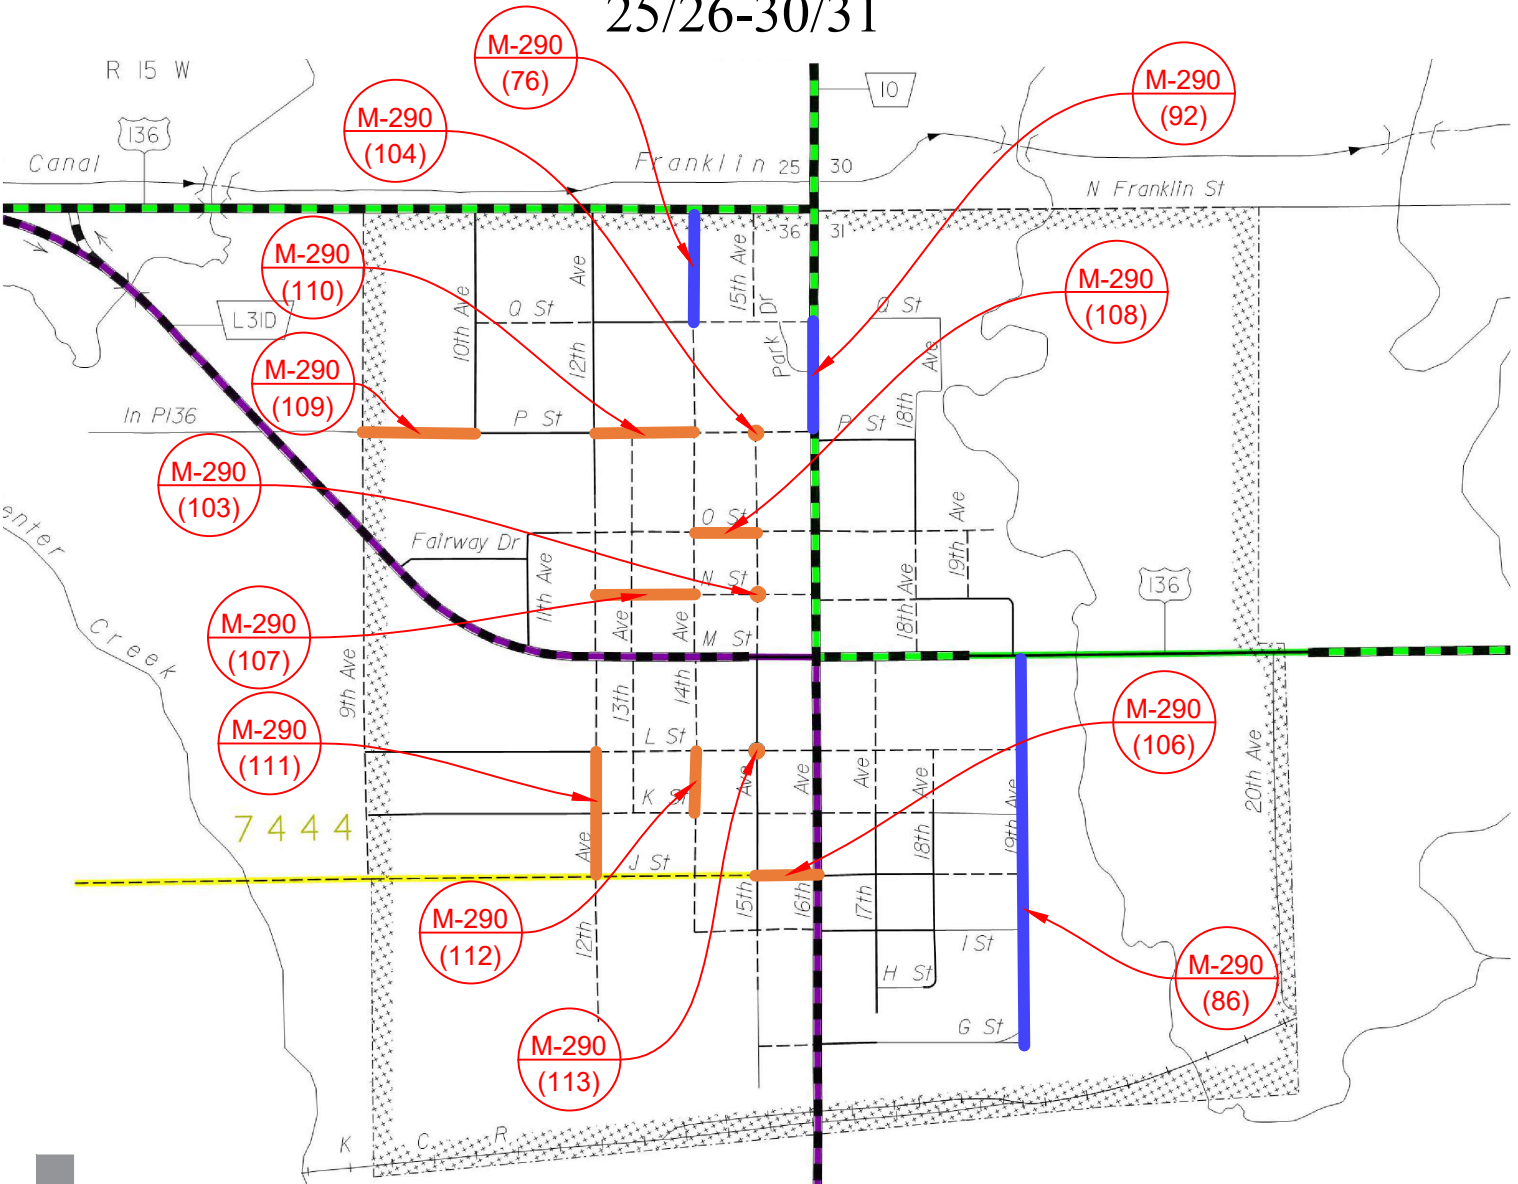 25/26-30/31
M-290
(76)
R 15 W
10
M-290
(92)
M-290
(104)
136
Canal
Franklin 25 30
N Franklin St
36 31
M-290
(110)
Ave
15th Ave
M-290
(108)
L31D
10th Ave
Q St
12th
Park Dr
Q St
Ave
M-290
(109)
In P136
P St
P St
18th
M-290
(103)
O St
19th Ave
enter
Creek
Fairway Dr
11th Ave
N St
18th Ave
136
M-290
(107)
Ave
Ave
M St
9th Ave
13th
14th
M-290
(106)
M-290
(111)
L St
Ave
Ave
Ave
Ave
19th Ave
20th Ave
K St
7444
Ave
J St
18th
15th
16th
17th
M-290
(112)
12th
I St
H St
M-290
(86)
G St
M-290
(113)
K C R